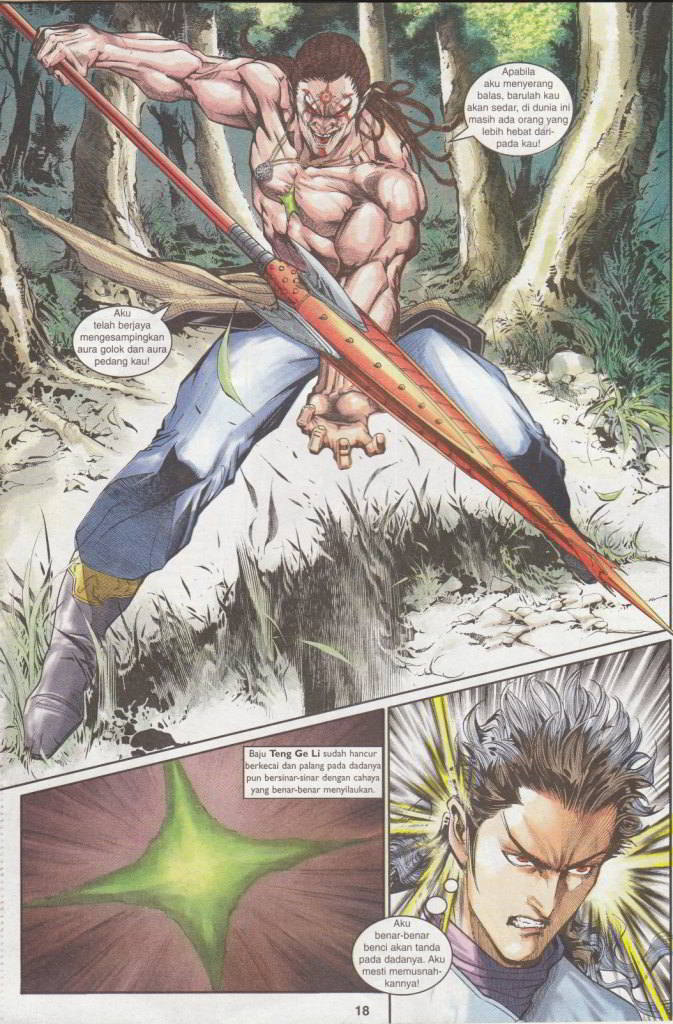 Apabila
aku menyerang
balas, barulah kau
akan sedar, di dunia ini
masih ada orang yang
lebih hebat dari-
pada kau!
Aku
telah berjaya
mengesampingkan
aura golok dan aura
pedang kau!
Baju Teng Ge Li sudah hancur
berkecai dan palang pada dadanya
pun bersinar-sinar dengan cahaya
yang benar-benar menyilaukan.
Aku
benar-benar
benci akan tanda
pada dadanya. Aku
mesti memusnah-
kannya!
18